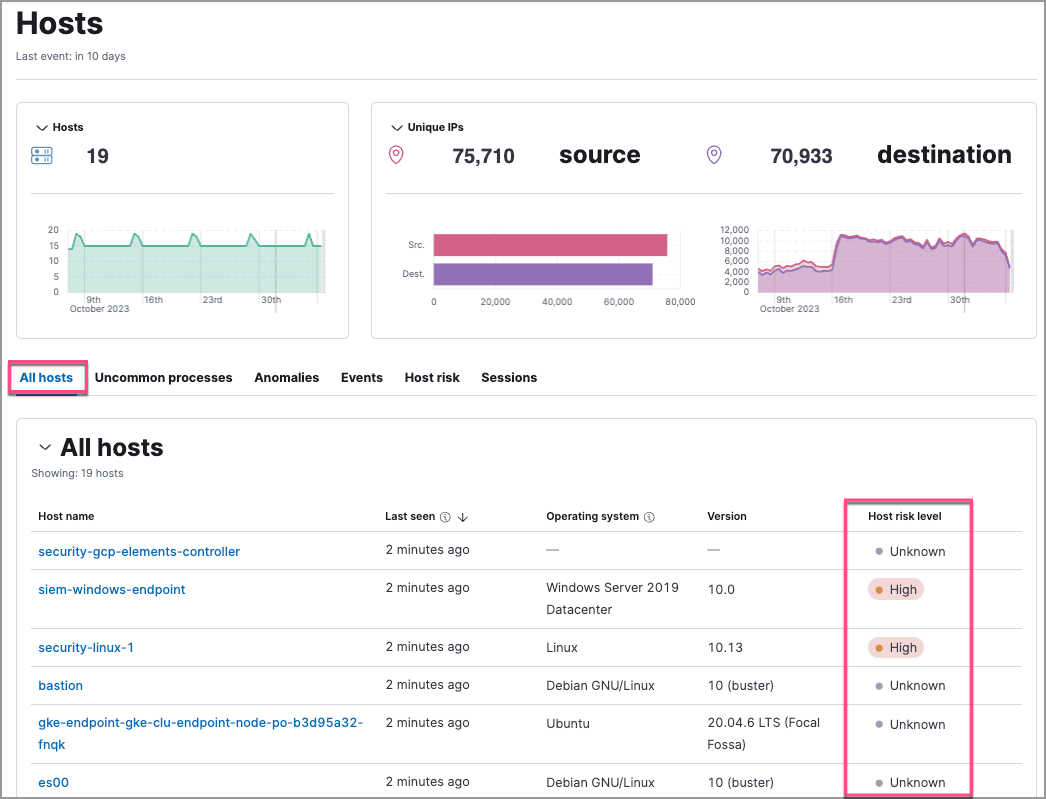 Hosts
Last event: in 10 days
Hosts
19
20
15
10
5
0
9th
16th
23rd
30th
October 2023
Unique IPs
75,710 source
70,933 destination
Src.
Dest.
0
20,000
40,000
60,000
80,000
12,000
10,000
8,000
6,000
4,000
2,000
0
9th
16th
23rd
30th
October 2023
All hosts
Uncommon processes
Anomalies
Events
Host risk
Sessions
All hosts
Showing: 19 hosts
Host name Last seen Operating system Version Host risk level
security-gcp-elements-controller 2 minutes ago — — Unknown
siem-windows-endpoint 2 minutes ago Windows Server 2019 10.0 High
Datacenter
security-linux-1 2 minutes ago Linux 10.13 High
bastion 2 minutes ago Debian GNU/Linux 10 (buster) Unknown
gke-endpoint-gke-clu-endpoint-node-po-b3d95a32- 2 minutes ago Ubuntu 20.04.6 LTS (Focal Unknown
fnqk Fossa)
es00 2 minutes ago Debian GNU/Linux 10 (buster) Unknown